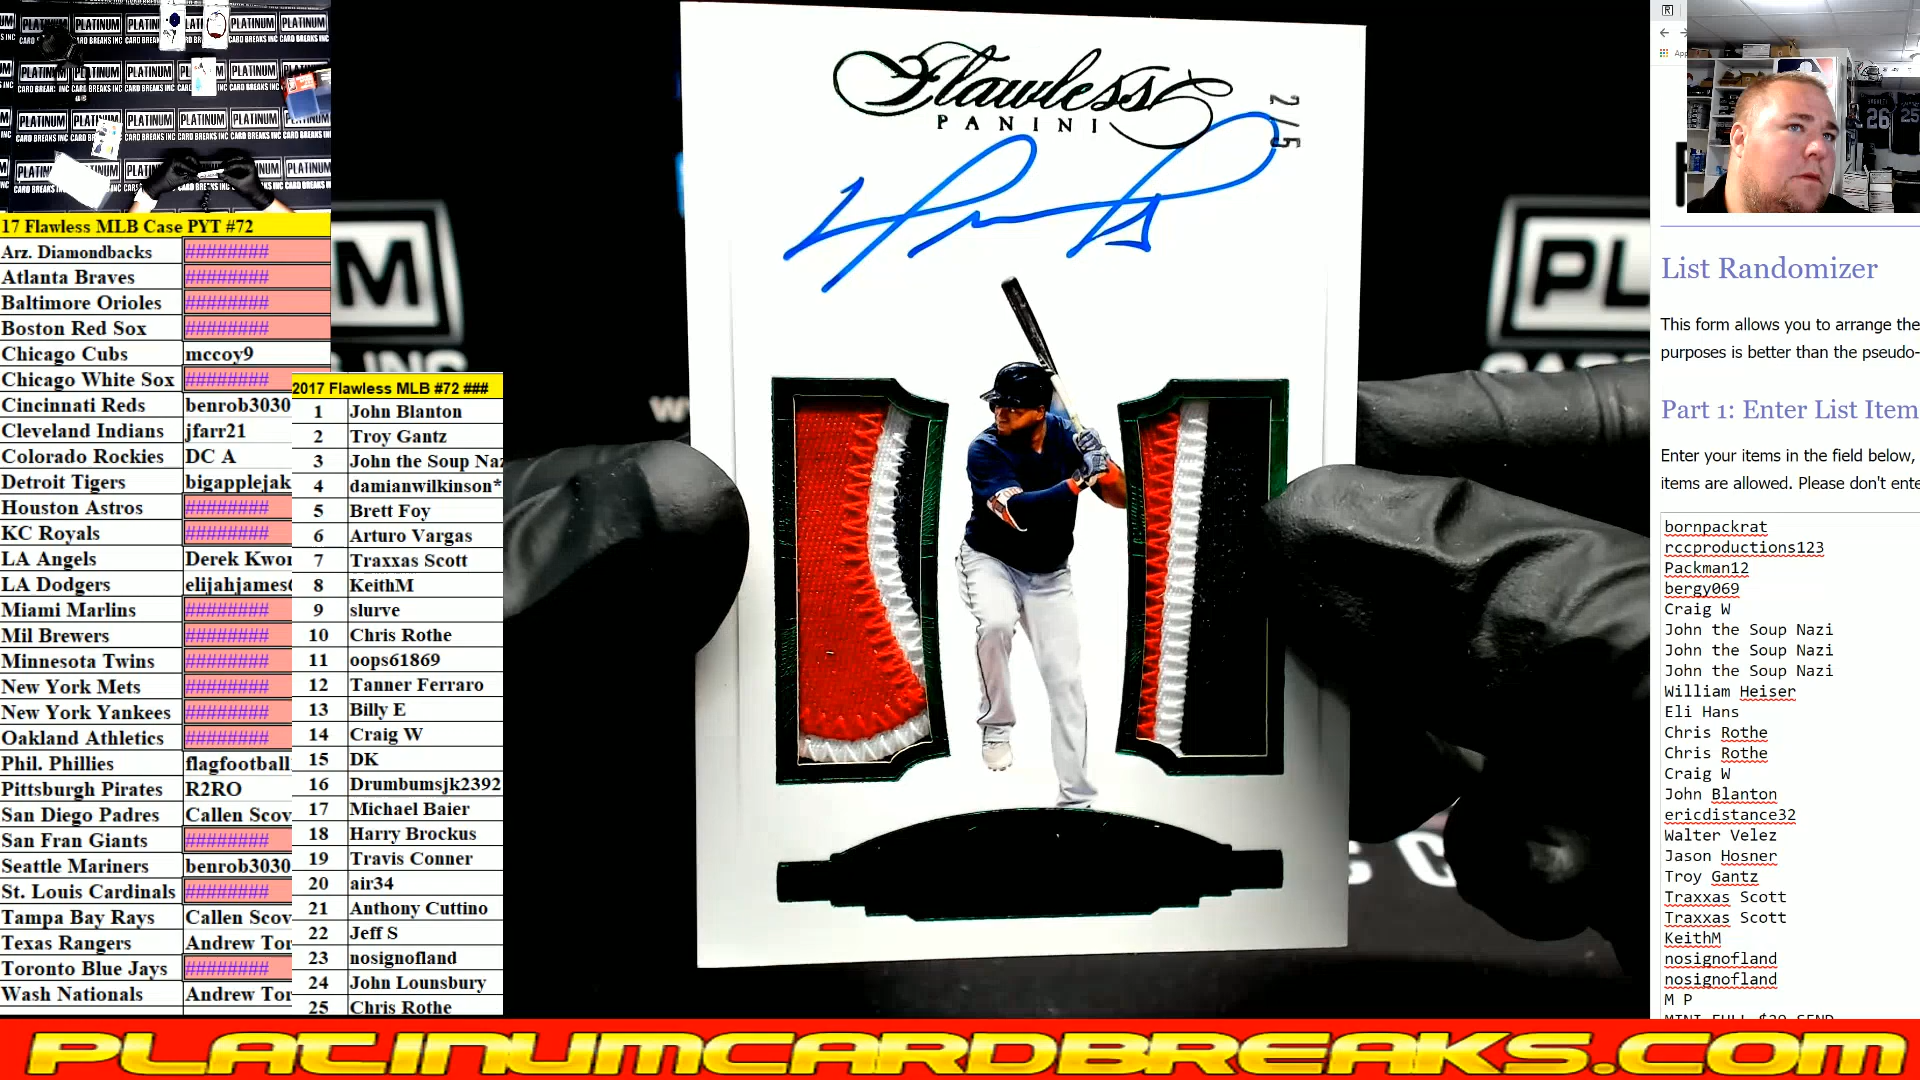 17 Flawless MLB Case PYT #72
Arz. Diamondbacks ########
Atlanta Braves ########
Baltimore Orioles ########
Boston Red Sox ########
Chicago Cubs mccoy9
Chicago White Sox ########
Cincinnati Reds benrob3030
Cleveland Indians jfarr21
Colorado Rockies DC A
Detroit Tigers bigapplejak
Houston Astros ########
KC Royals ########
LA Angels Derek Kwon
LA Dodgers elijahjames
Miami Marlins ########
Mil Brewers ########
Minnesota Twins ########
New York Mets ########
New York Yankees ########
Oakland Athletics ########
Phil. Phillies flagfootball
Pittsburgh Pirates R2RO
San Diego Padres Callen Scov
San Fran Giants ########
Seattle Mariners benrob3030
St. Louis Cardinals ########
Tampa Bay Rays Callen Scov
Texas Rangers Andrew Tor
Toronto Blue Jays ########
Wash Nationals Andrew Tor
2017 Flawless MLB #72 ###
1 John Blanton
2 Troy Gantz
3 John the Soup Naz
4 damianwilkinson*
5 Brett Foy
6 Arturo Vargas
7 Traxxas Scott
8 KeithM
9 slurve
10 Chris Rothe
11 oops61869
12 Tanner Ferraro
13 Billy E
14 Craig W
15 DK
16 Drumbumsjk2392
17 Michael Baier
18 Harry Brockus
19 Travis Conner
20 air34
21 Anthony Cuttino
22 Jeff S
23 nosignofland
24 John Lounsbury
25 Chris Rothe
Flawless
PANINI
2/5
List Randomizer
This form allows you to arrange the
purposes is better than the pseudo-
Part 1: Enter List Item
Enter your items in the field below,
items are allowed. Please don't ente
bornpackrat
rccproductions123
Packman12
bergy069
Craig W
John the Soup Nazi
John the Soup Nazi
John the Soup Nazi
William Heiser
Eli Hans
Chris Rothe
Chris Rothe
Craig W
John Blanton
ericdistance32
Walter Velez
Jason Hosner
Troy Gantz
Traxxas Scott
Traxxas Scott
KeithM
nosignofland
nosignofland
M P
PLATINUMCARDBREAKS.COM